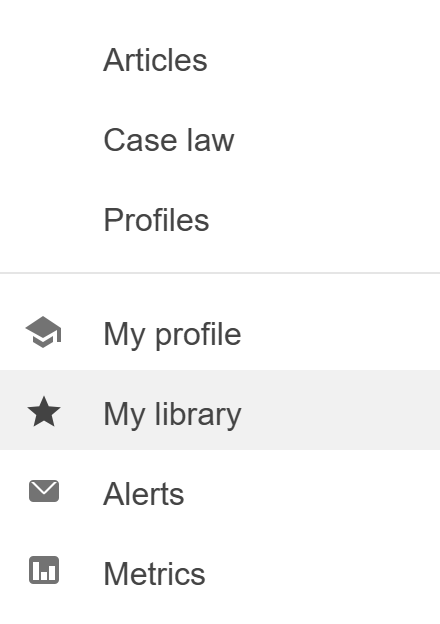 Articles
Case law
Profiles
My profile
My library
Alerts
Metrics